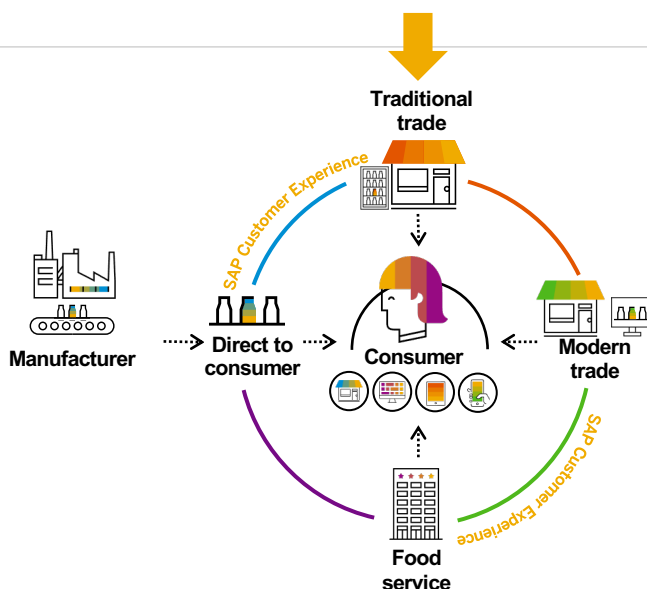 Traditional
trade
SAP Customer Experience
Manufacturer
Direct to
consumer
Consumer
Modern
trade
SAP Customer Experience
Food
service